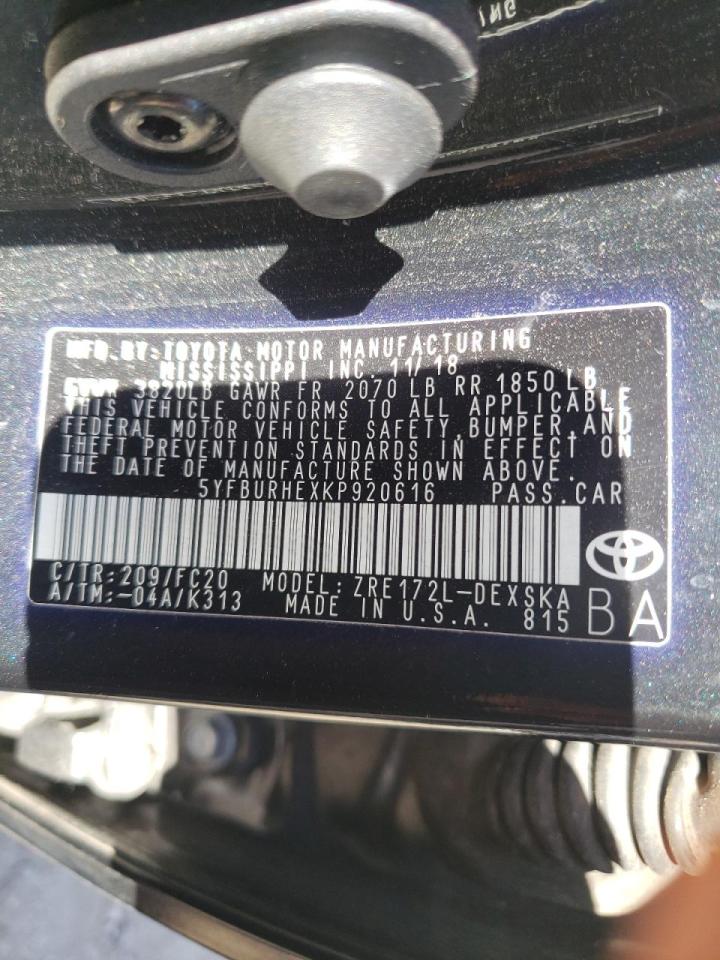 ING
MFD.BY:TOYOTA MOTOR MANUFACTURING
MISSISSIPPI INC. 11/18
GVWR 3820LB GAWR FR 2070 LB RR 1850 LB
THIS VEHICLE CONFORMS TO ALL APPLICABLE
FEDERAL MOTOR VEHICLE SAFETY,BUMPER,AND
THEFT PREVENTION STANDARDS IN EFFECT ON
THE DATE OF MANUFACTURE SHOWN ABOVE.
5YFBURHEXKP920616 PASS.CAR
C/TR:209/FC20 MODEL:ZRE172L-DEXSKA
A/TM:-04A/K313 MADE IN U.S.A. 815
BA